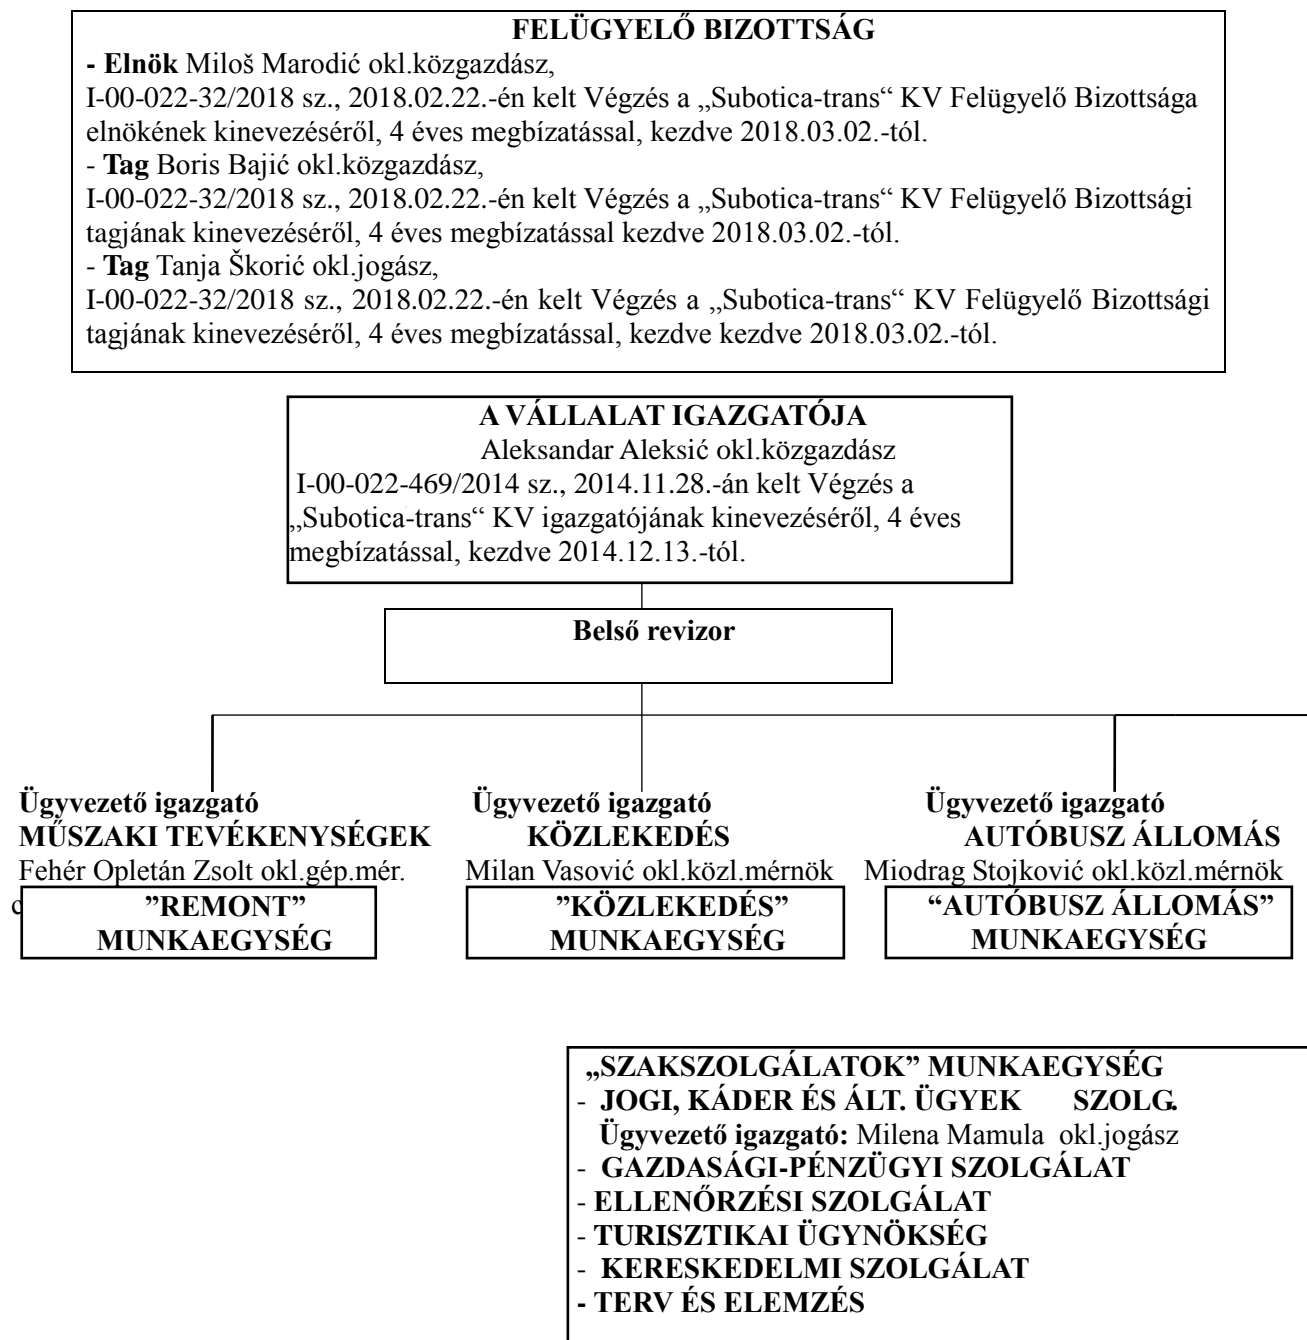 FELÜGYELŐ BIZOTTSÁG
- Elnök Miloš Marodić okl.közgazdász,
I-00-022-32/2018 sz., 2018.02.22.-én kelt Végzés a „Subotica-trans“ KV Felügyelő Bizottsága
elnökének kinevezéséről, 4 éves megbízatással, kezdve 2018.03.02.-tól.
- Tag Boris Bajić okl.közgazdász,
I-00-022-32/2018 sz., 2018.02.22.-én kelt Végzés a „Subotica-trans“ KV Felügyelő Bizottsági
tagjának kinevezéséről, 4 éves megbízatással kezdve 2018.03.02.-tól.
- Tag Tanja Škorić okl.jogász,
I-00-022-32/2018 sz., 2018.02.22.-én kelt Végzés a „Subotica-trans“ KV Felügyelő Bizottsági
tagjának kinevezéséről, 4 éves megbízatással, kezdve kezdve 2018.03.02.-tól.
A VÁLLALAT IGAZGATÓJA
Aleksandar Aleksić okl.közgazdász
I-00-022-469/2014 sz., 2014.11.28.-án kelt Végzés a
„Subotica-trans“ KV igazgatójának kinevezéséről, 4 éves
megbízatással, kezdve 2014.12.13.-tól.
Belső revizor
Ügyvezető igazgató
MŰSZAKI TEVÉKENYSÉGEK
Fehér Opletán Zsolt okl.gép.mér.
”REMONT”
MUNKAEGYSÉG
Ügyvezető igazgató
KÖZLEKEDÉS
Milan Vasović okl.közl.mérnök
”KÖZLEKEDÉS”
MUNKAEGYSÉG
Ügyvezető igazgató
AUTÓBUSZ ÁLLOMÁS
Miodrag Stojković okl.közl.mérnök
“AUTÓBUSZ ÁLLOMÁS”
MUNKAEGYSÉG
„SZAKSZOLGÁLATOK” MUNKAEGYSÉG
- JOGI, KÁDER ÉS ÁLT. ÜGYEK SZOLG.
Ügyvezető igazgató: Milena Mamula okl.jogász
- GAZDASÁGI-PÉNZÜGYI SZOLGÁLAT
- ELLENŐRZÉSI SZOLGÁLAT
- TURISZTIKAI ÜGYNÖKSÉG
- KERESKEDELMI SZOLGÁLAT
- TERV ÉS ELEMZÉS